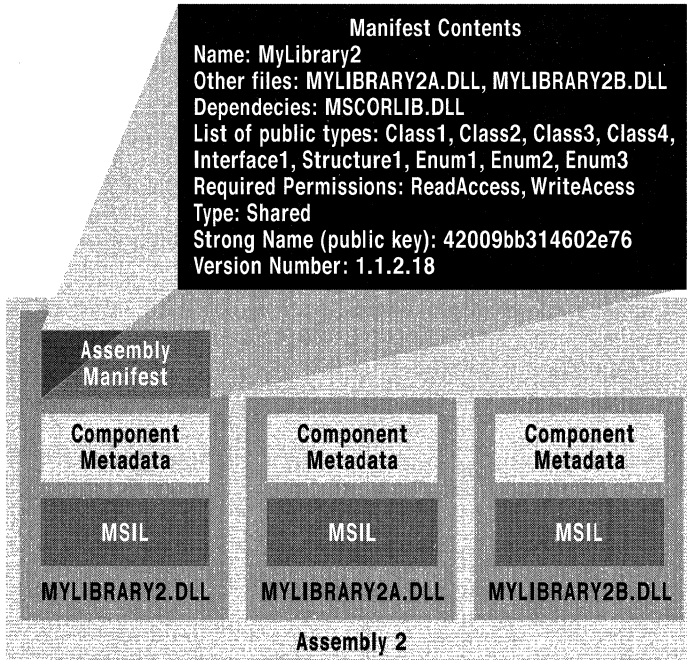 Manifest Contents
Name: MyLibrary2
Other files: MYLIBRARY2A.DLL, MYLIBRARY2B.DLL
Dependecies: MSCORLIB.DLL
List of public types: Class1, Class2, Class3, Class4,
Interface1, Structure1, Enum1, Enum2, Enum3
Required Permissions: ReadAccess, WriteAcess
Type: Shared
Strong Name (public key): 42009bb314602e76
Version Number: 1.1.2.18
Assembly
Manifest
Component
Metadata
MSIL
MYLIBRARY2.DLL
Component
Metadata
MSIL
MYLIBRARY2A.DLL
Component
Metadata
MSIL
MYLIBRARY2B.DLL
Assembly 2